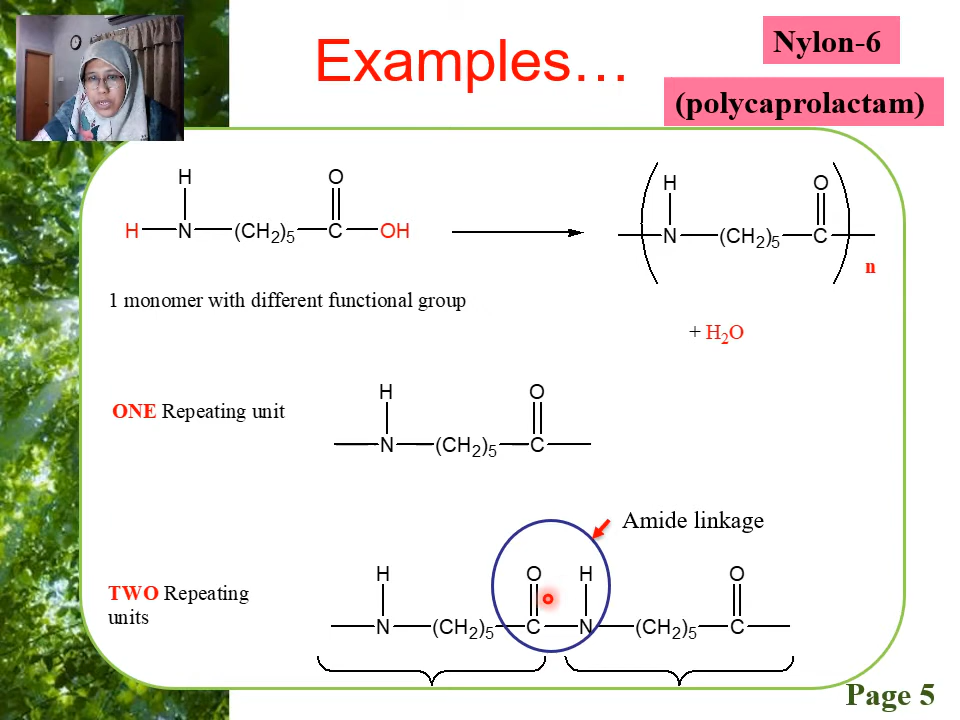 Examples…
Nylon-6
(polycaprolactam)
H O
H N (CH2)5 C OH
H O
N (CH2)5 C
n
1 monomer with different functional group
+ H2O
ONE Repeating unit
H O
N (CH2)5 C
Amide linkage
TWO Repeating
units
H O H O
N (CH2)5 C N (CH2)5 C
Page 5